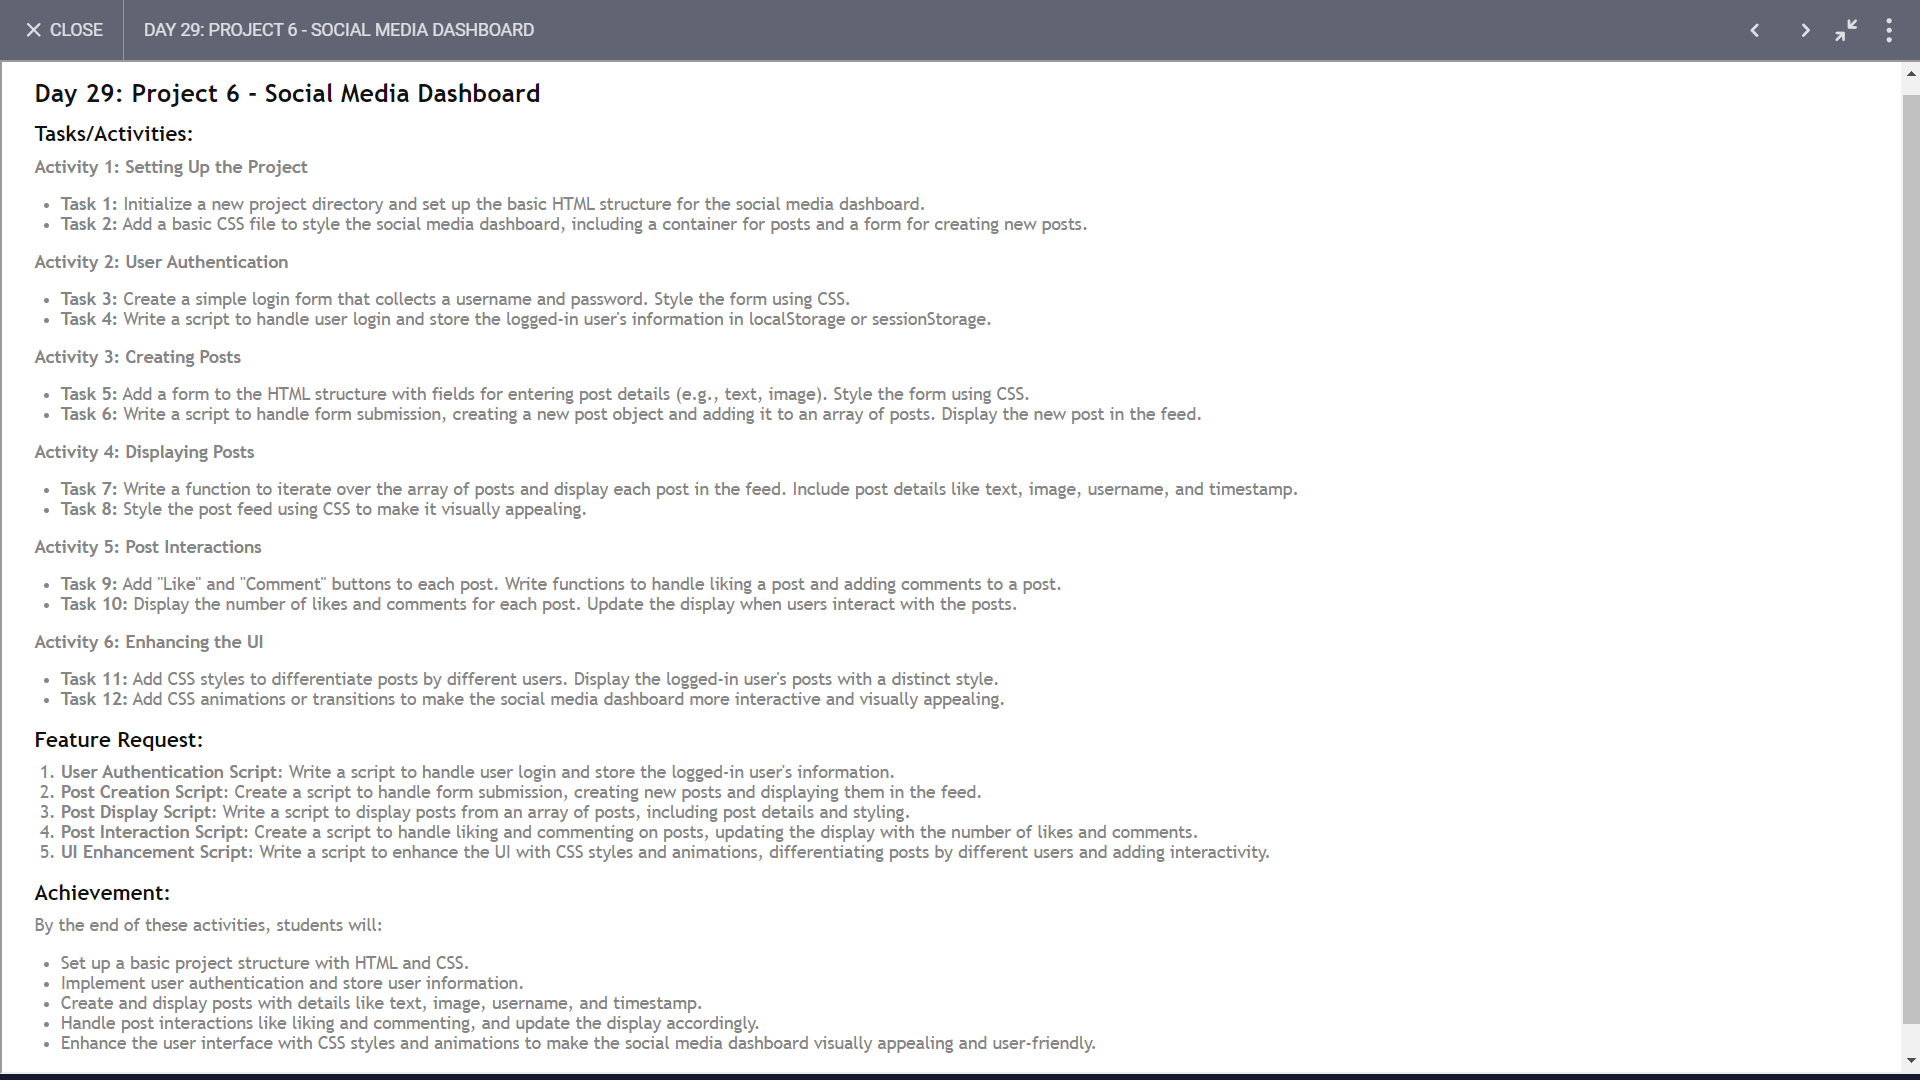 CLOSE
DAY 29: PROJECT 6 - SOCIAL MEDIA DASHBOARD
Day 29: Project 6 - Social Media Dashboard
Tasks/Activities:
Activity 1: Setting Up the Project
• Task 1: Initialize a new project directory and set up the basic HTML structure for the social media dashboard.
• Task 2: Add a basic CSS file to style the social media dashboard, including a container for posts and a form for creating new posts.
Activity 2: User Authentication
• Task 3: Create a simple login form that collects a username and password. Style the form using CSS.
• Task 4: Write a script to handle user login and store the logged-in user's information in localStorage or sessionStorage.
Activity 3: Creating Posts
• Task 5: Add a form to the HTML structure with fields for entering post details (e.g., text, image). Style the form using CSS.
• Task 6: Write a script to handle form submission, creating a new post object and adding it to an array of posts. Display the new post in the feed.
Activity 4: Displaying Posts
• Task 7: Write a function to iterate over the array of posts and display each post in the feed. Include post details like text, image, username, and timestamp.
• Task 8: Style the post feed using CSS to make it visually appealing.
Activity 5: Post Interactions
• Task 9: Add "Like" and "Comment" buttons to each post. Write functions to handle liking a post and adding comments to a post.
• Task 10: Display the number of likes and comments for each post. Update the display when users interact with the posts.
Activity 6: Enhancing the UI
• Task 11: Add CSS styles to differentiate posts by different users. Display the logged-in user's posts with a distinct style.
• Task 12: Add CSS animations or transitions to make the social media dashboard more interactive and visually appealing.
Feature Request:
1. User Authentication Script: Write a script to handle user login and store the logged-in user's information.
2. Post Creation Script: Create a script to handle form submission, creating new posts and displaying them in the feed.
3. Post Display Script: Write a script to display posts from an array of posts, including post details and styling.
4. Post Interaction Script: Create a script to handle liking and commenting on posts, updating the display with the number of likes and comments.
5. UI Enhancement Script: Write a script to enhance the UI with CSS styles and animations, differentiating posts by different users and adding interactivity.
Achievement:
By the end of these activities, students will:
• Set up a basic project structure with HTML and CSS.
• Implement user authentication and store user information.
• Create and display posts with details like text, image, username, and timestamp.
• Handle post interactions like liking and commenting, and update the display accordingly.
• Enhance the user interface with CSS styles and animations to make the social media dashboard visually appealing and user-friendly.